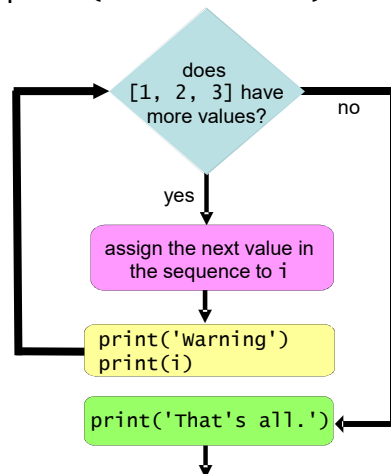 does
[1, 2, 3] have
more values?
no
yes
assign the next value in
the sequence to i
print('Warning')
print(i)
print('That's all.')